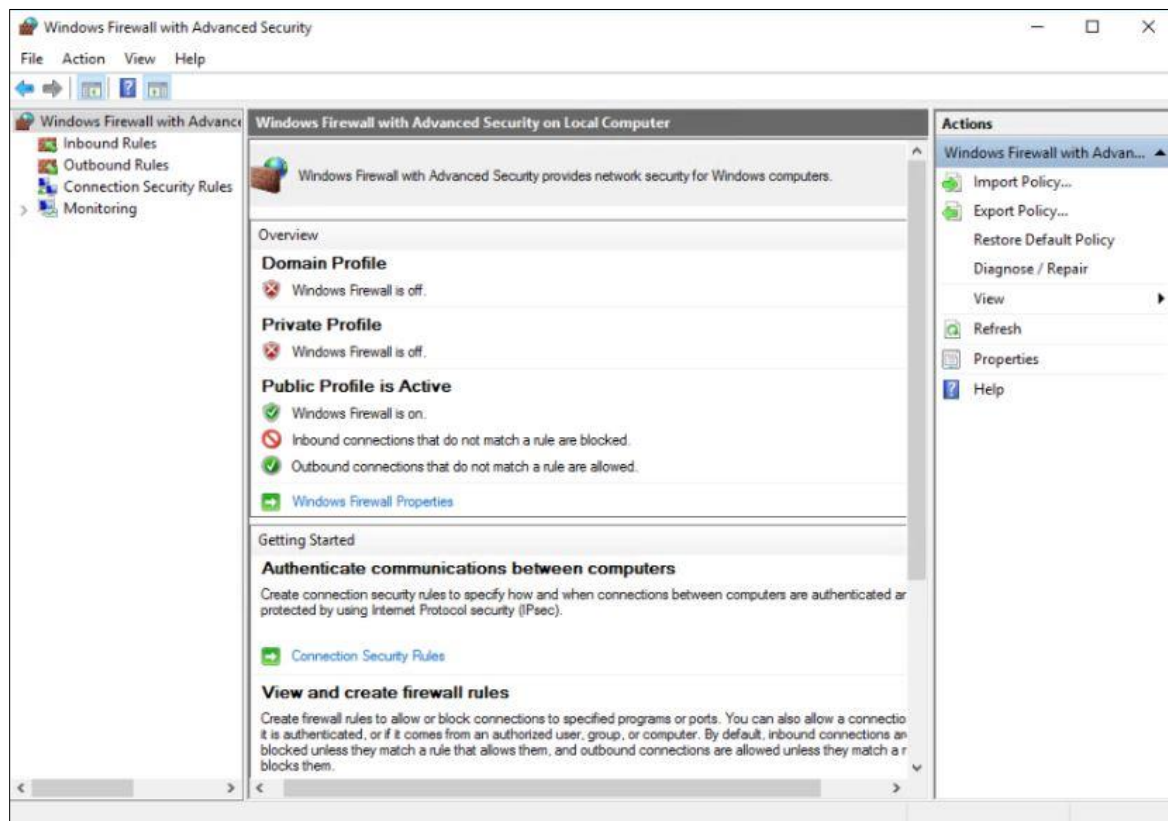 Windows Firewall with Advanced Security
File Action View Help
Windows Firewall with Advance
Inbound Rules
Outbound Rules
Connection Security Rules
Monitoring
Windows Firewall with Advanced Security on Local Computer
Windows Firewall with Advanced Security provides network security for Windows computers.
Overview
Domain Profile
Windows Firewall is off.
Private Profile
Windows Firewall is off.
Public Profile is Active
Windows Firewall is on.
Inbound connections that do not match a rule are blocked.
Outbound connections that do not match a rule are allowed.
Windows Firewall Properties
Getting Started
Authenticate communications between computers
Create connection security rules to specify how and when connections between computers are authenticated ar
protected by using Internet Protocol security (IPsec).
Connection Security Rules
View and create firewall rules
Create firewall rules to allow or block connections to specified programs or ports. You can also allow a connectio
it is authenticated, or if it comes from an authorized user, group, or computer. By default, inbound connections are
blocked unless they match a rule that allows them, and outbound connections are allowed unless they match a r
blocks them.
Actions
Windows Firewall with Advan...
Import Policy...
Export Policy...
Restore Default Policy
Diagnose / Repair
View
Refresh
Properties
Help